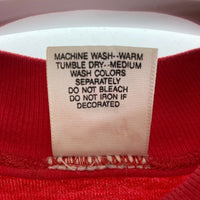 MACHINE WASH--WARM
TUMBLE DRY--MEDIUM
WASH COLORS
SEPARATELY
DO NOT BLEACH
DO NOT IRON IF
DECORATED